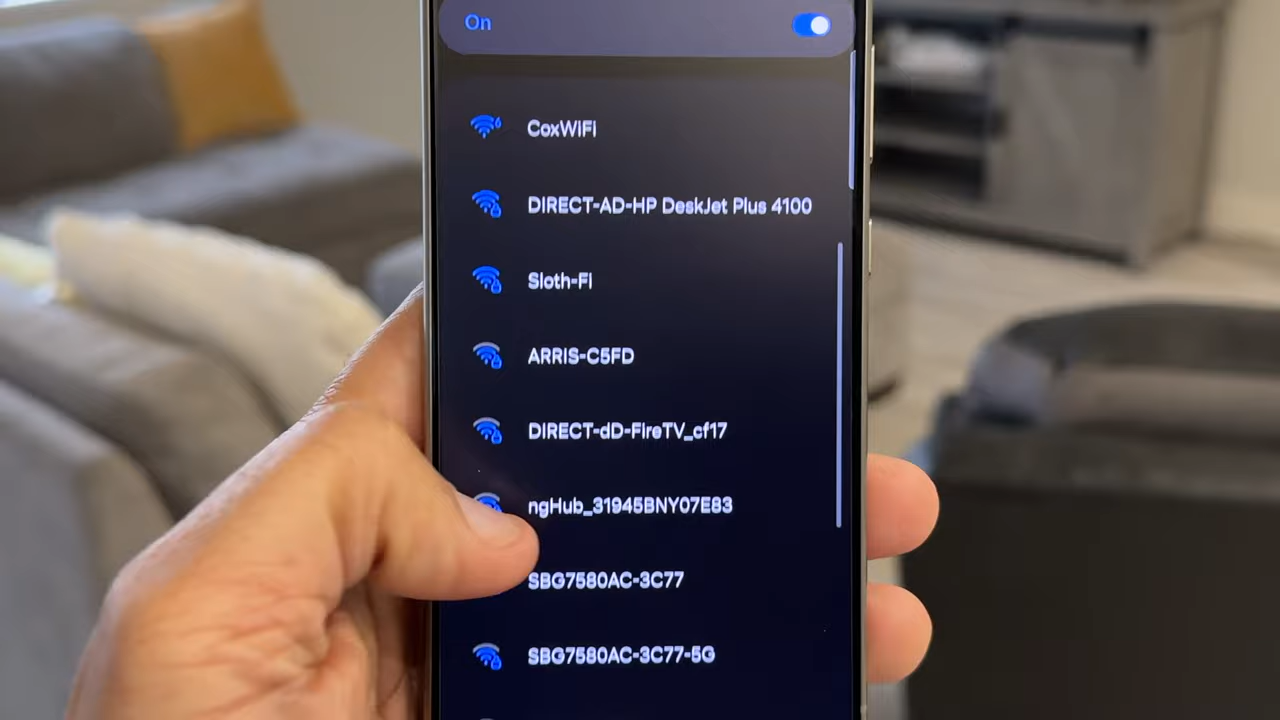 On
CoxWiFi
DIRECT-AD-HP DeskJet Plus 4100
Sloth-Fi
ARRIS-C5FD
DIRECT-dD-FireTV_cf17
ngHub_31945BNY07E83
SBG7580AC-3C77
SBG7580AC-3C77-5G